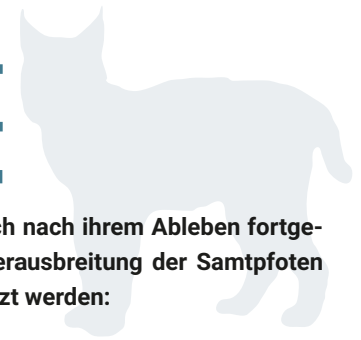 ch nach ihrem Ableben fortge-
erausbreitung der Samtpfoten
zt werden: